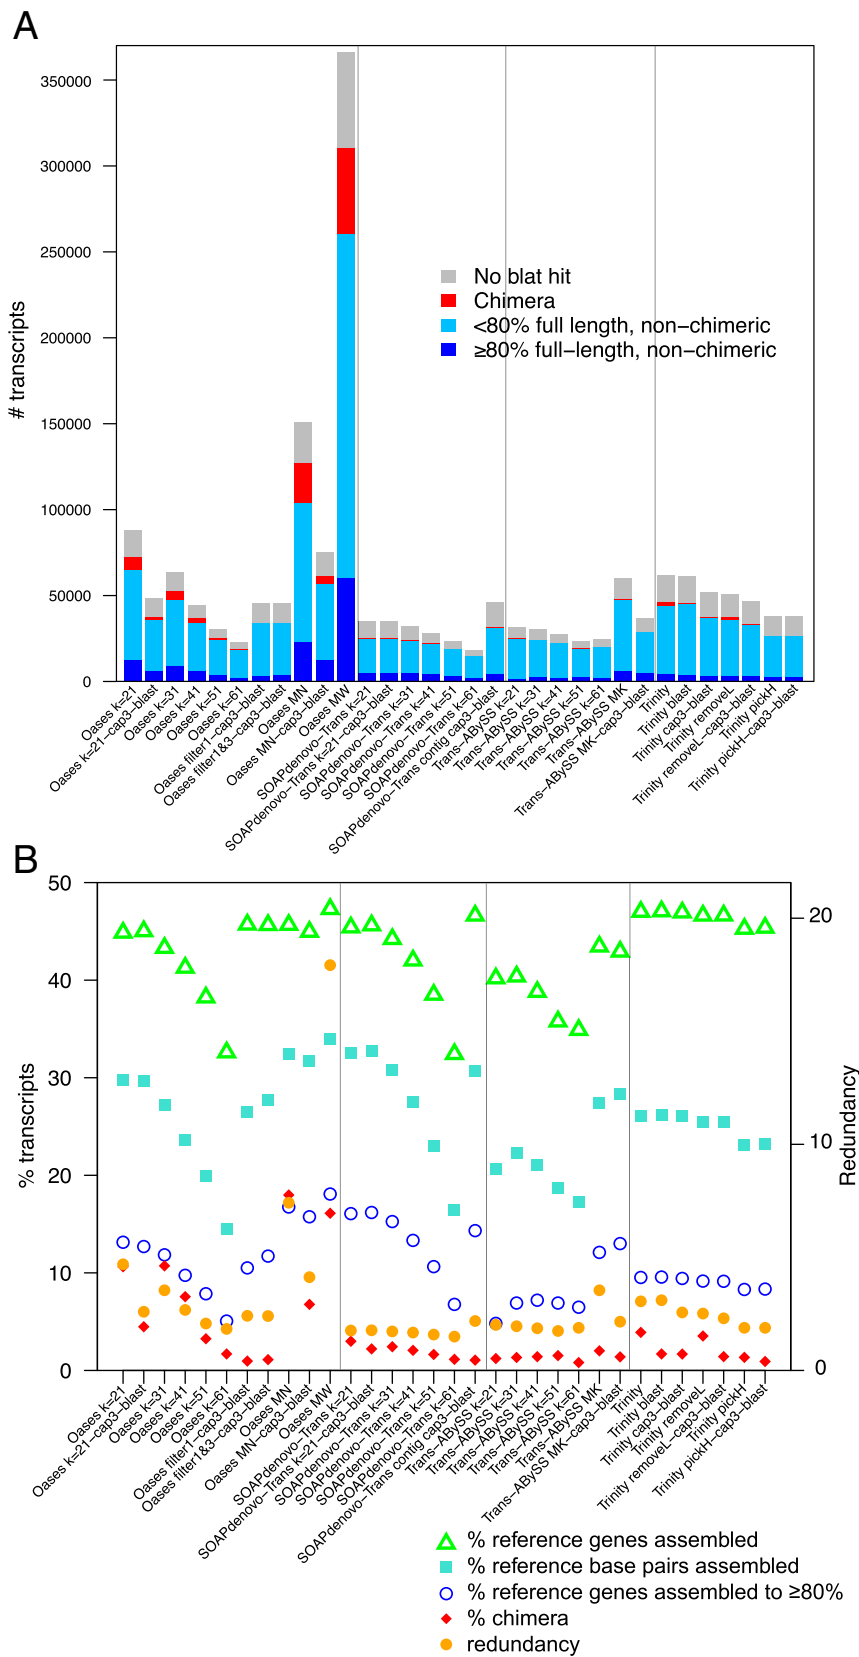 A
350000
300000
250000
200000
150000
100000
50000
0
# transcripts
No blat hit
Chimera
<80% full length, non−chimeric
≥80% full−length, non−chimeric
Oases k=21
Oases k=21−cap3−blast
Oases k=31
Oases k=41
Oases k=51
Oases k=61
Oases filter1−cap3−blast
Oases filter1&3−cap3−blast
Oases MN
Oases MN−cap3−blast
Oases MW
SOAPdenovo−Trans k=21
SOAPdenovo−Trans k=21−cap3−blast
SOAPdenovo−Trans k=31
SOAPdenovo−Trans k=41
SOAPdenovo−Trans k=51
SOAPdenovo−Trans k=61
SOAPdenovo−Trans contig cap3−blast
Trans−ABySS k=21
Trans−ABySS k=31
Trans−ABySS k=41
Trans−ABySS k=51
Trans−ABySS k=61
Trans−ABySS MK
Trans−ABySS MK−cap3−blast
Trinity
Trinity blast
Trinity cap3−blast
Trinity removeL
Trinity removeL−cap3−blast
Trinity pickH
Trinity pickH−cap3−blast
B
50
40
30
20
10
0
% transcripts
20
10
0
Redundancy
Oases k=21
Oases k=21−cap3−blast
Oases k=31
Oases k=41
Oases k=51
Oases k=61
Oases filter1−cap3−blast
Oases filter1&3−cap3−blast
Oases MN
Oases MN−cap3−blast
Oases MW
SOAPdenovo−Trans k=21
SOAPdenovo−Trans k=21−cap3−blast
SOAPdenovo−Trans k=31
SOAPdenovo−Trans k=41
SOAPdenovo−Trans k=51
SOAPdenovo−Trans k=61
SOAPdenovo−Trans contig cap3−blast
Trans−ABySS k=21
Trans−ABySS k=31
Trans−ABySS k=41
Trans−ABySS k=51
Trans−ABySS k=61
Trans−ABySS MK
Trans−ABySS MK−cap3−blast
Trinity
Trinity blast
Trinity cap3−blast
Trinity removeL
Trinity removeL−cap3−blast
Trinity pickH
Trinity pickH−cap3−blast
% reference genes assembled
% reference base pairs assembled
% reference genes assembled to ≥80%
% chimera
redundancy